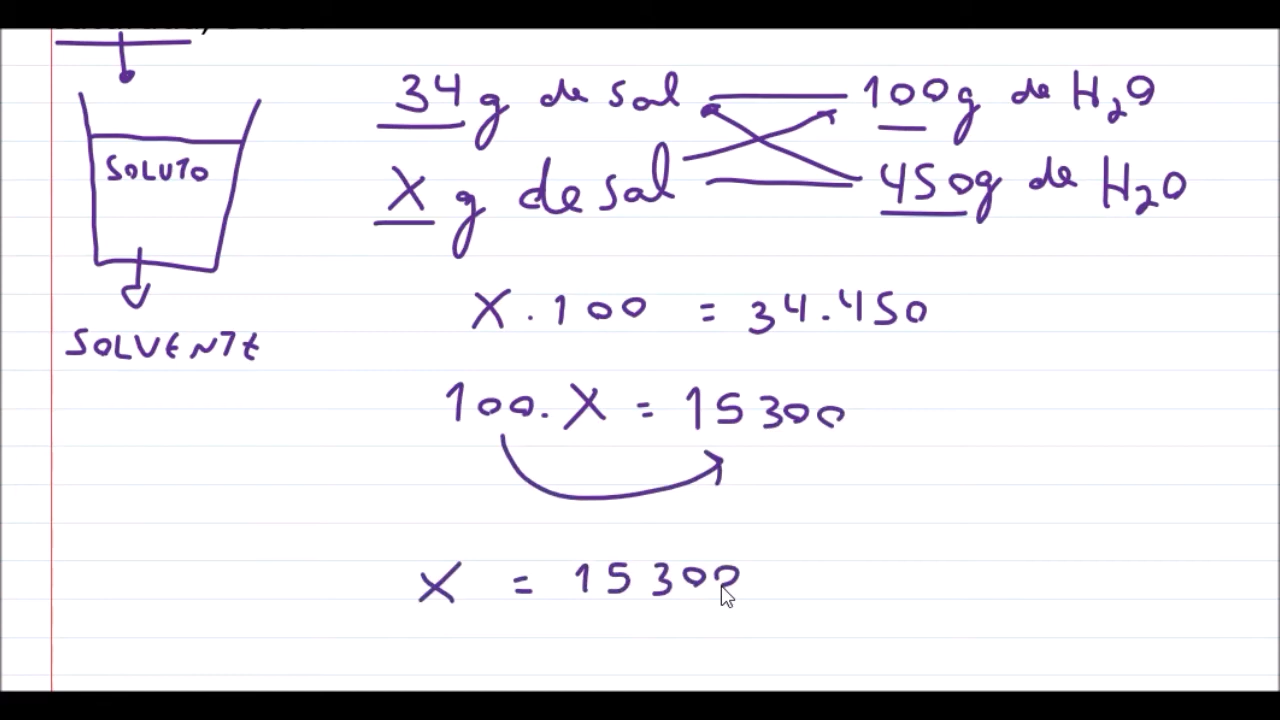 34 g de sal 100g de H₂O
X g de sal 450g de H₂O
SOLUTO
SOLVENTE
X . 100 = 34.450
100. X = 15300
X = 15300